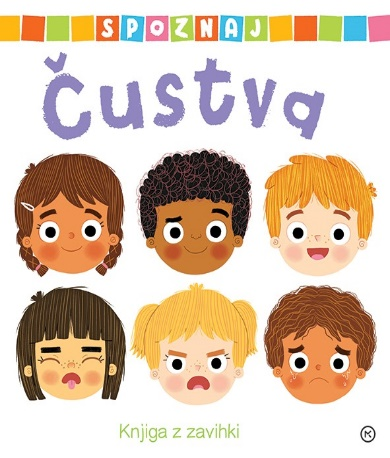 SPOZNAJ
Čustva
Knjiga z zavihki
M